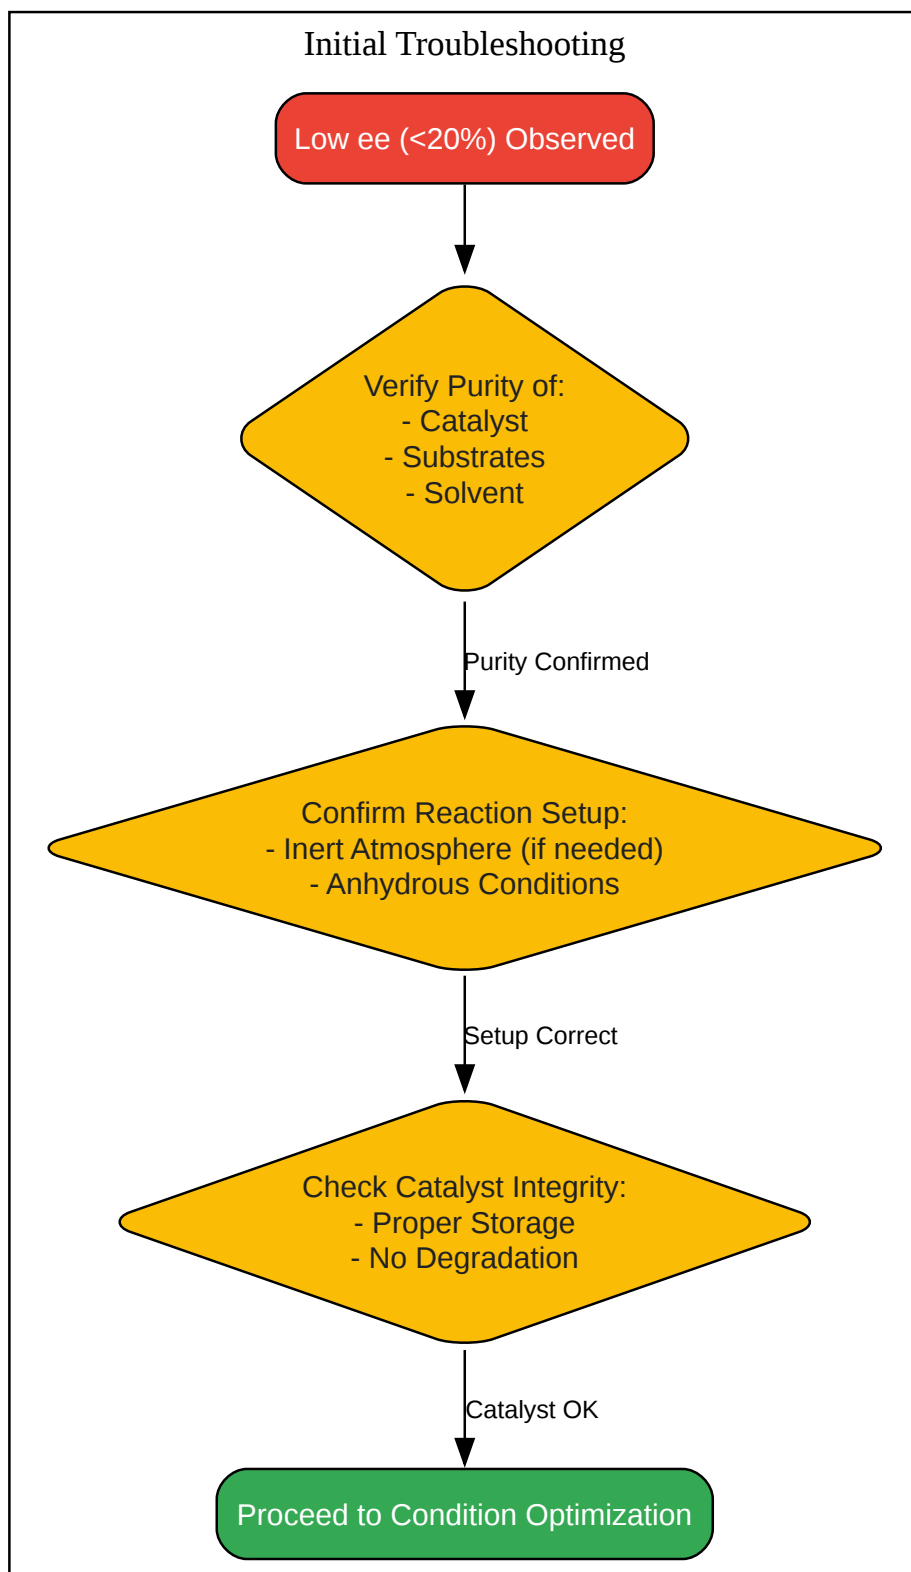 Initial Troubleshooting
Low ee (<20%) Observed
Verify Purity of:
- Catalyst
- Substrates
- Solvent
Purity Confirmed
Confirm Reaction Setup:
- Inert Atmosphere (if needed)
- Anhydrous Conditions
Setup Correct
Check Catalyst Integrity:
- Proper Storage
- No Degradation
Catalyst OK
Proceed to Condition Optimization